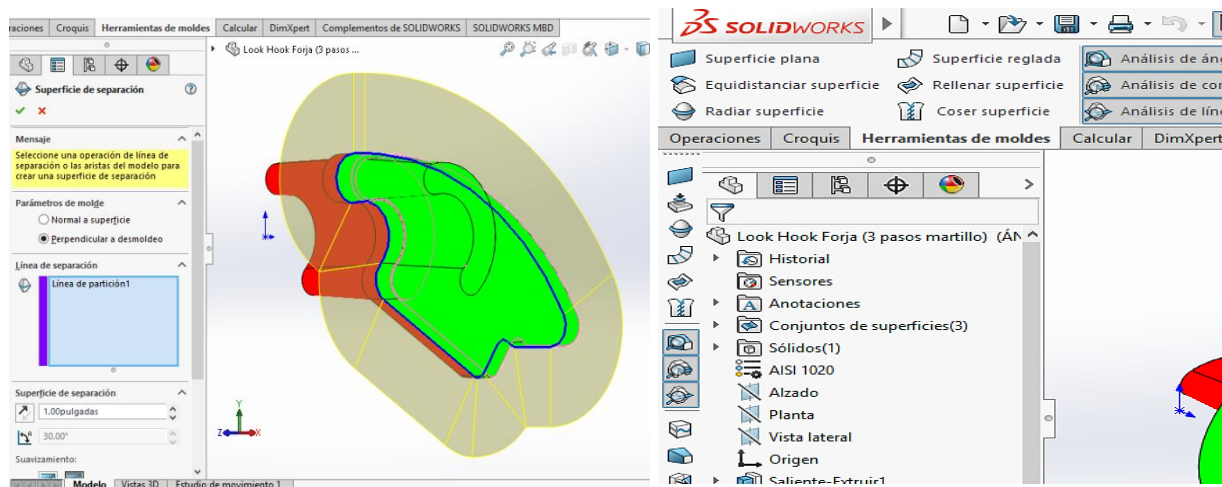 raciones Croquis Herramientas de moldes Calcular DimXpert Complementos de SOLIDWORKS SOLIDWORKS MBD
Look Hook Forja (3 pasos ...
Superficie de separación
Mensaje
Seleccione una operación de línea de
separación o las aristas del modelo para
crear una superficie de separación
Parámetros de molde
Normal a superficie
Perpendicular a desmoldeo
Línea de separación
Línea de partición1
Superficie de separación
1.00pulgadas
30.00°
Suavizamiento:
Y
Z X
Modelo Vistas 3D Estudio de movimiento 1
SOLIDWORKS
Superficie plana Superficie reglada Análisis de áng
Equidistanciar superficie Rellenar superficie Análisis de con
Radiar superficie Coser superficie Análisis de líne
Operaciones Croquis Herramientas de moldes Calcular DimXpert
Look Hook Forja (3 pasos martillo) (ÁN
Historial
Sensores
Anotaciones
Conjuntos de superficies(3)
Sólidos(1)
AISI 1020
Alzado
Planta
Vista lateral
Origen
Saliente-Extruir1